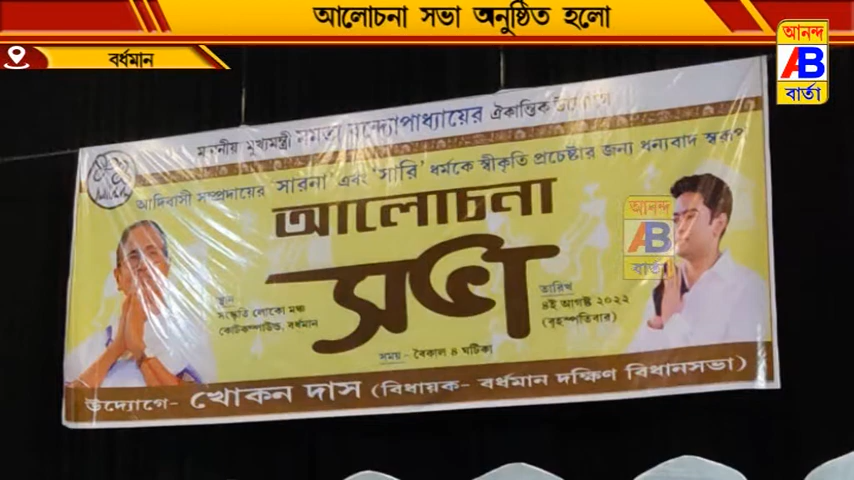 আলোচনা সভা অনুষ্ঠিত হলো
বর্ধমান
আনন্দ
AB
বার্তা
মাননীয় মুখ্যমন্ত্রী মমতা বন্দ্যোপাধ্যায়ের ঐকান্তিক উদ্যোগে
আদিবাসী সম্প্রদায়ের 'সারনা' এবং 'সারি' ধর্মকে স্বীকৃতি প্রচেষ্টার জন্য ধন্যবাদ স্বরূপ
আলোচনা
সভা
আনন্দ
AB
বার্তা
স্থান
সংস্কৃতি লোকো মঞ্চ
কোর্টকম্পাউন্ড, বর্ধমান
তারিখ
৪ই আগষ্ট ২০২২
(বৃহস্পতিবার)
সময় - বৈকাল ৪ ঘটিকা
উদ্যোগে- খোকন দাস (বিধায়ক- বর্ধমান দক্ষিণ বিধানসভা)